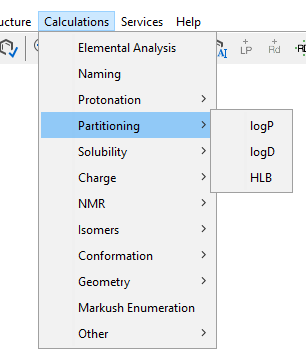 ucture Calculations Services Help
LP Rd
Elemental Analysis
Naming
Protonation
Partitioning
logP
Solubility
logD
Charge
HLB
NMR
Isomers
Conformation
Geometry
Markush Enumeration
Other